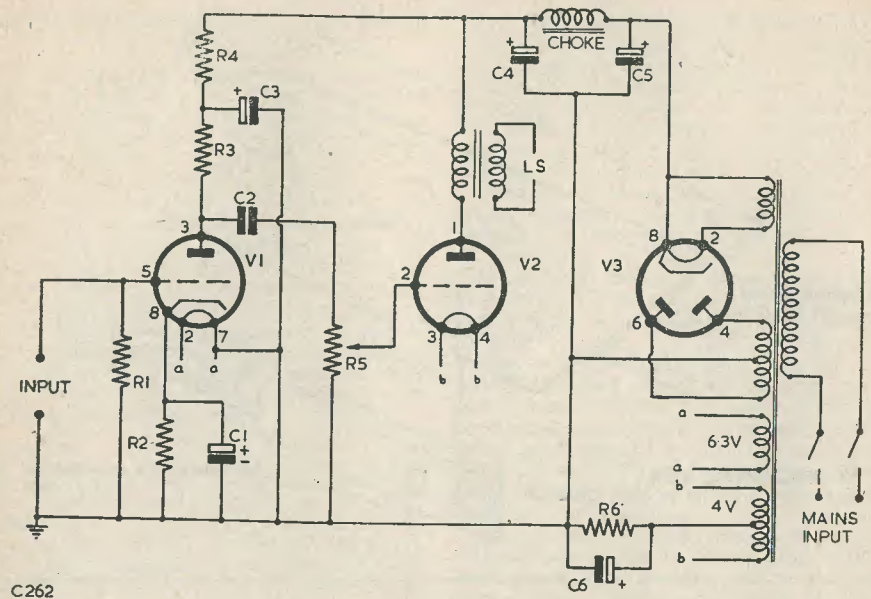 R4
C3
+
R3
C2
3
V1
5
8
2
7
a
a
INPUT
R1
R2
C1
+
-
R5
1
V2
2
3
4
b
b
LS
CHOKE
+
C4
+
C5
8
2
V3
6
4
a
6·3V
a
b
4V
b
R6
C6
+
MAINS
INPUT
C262